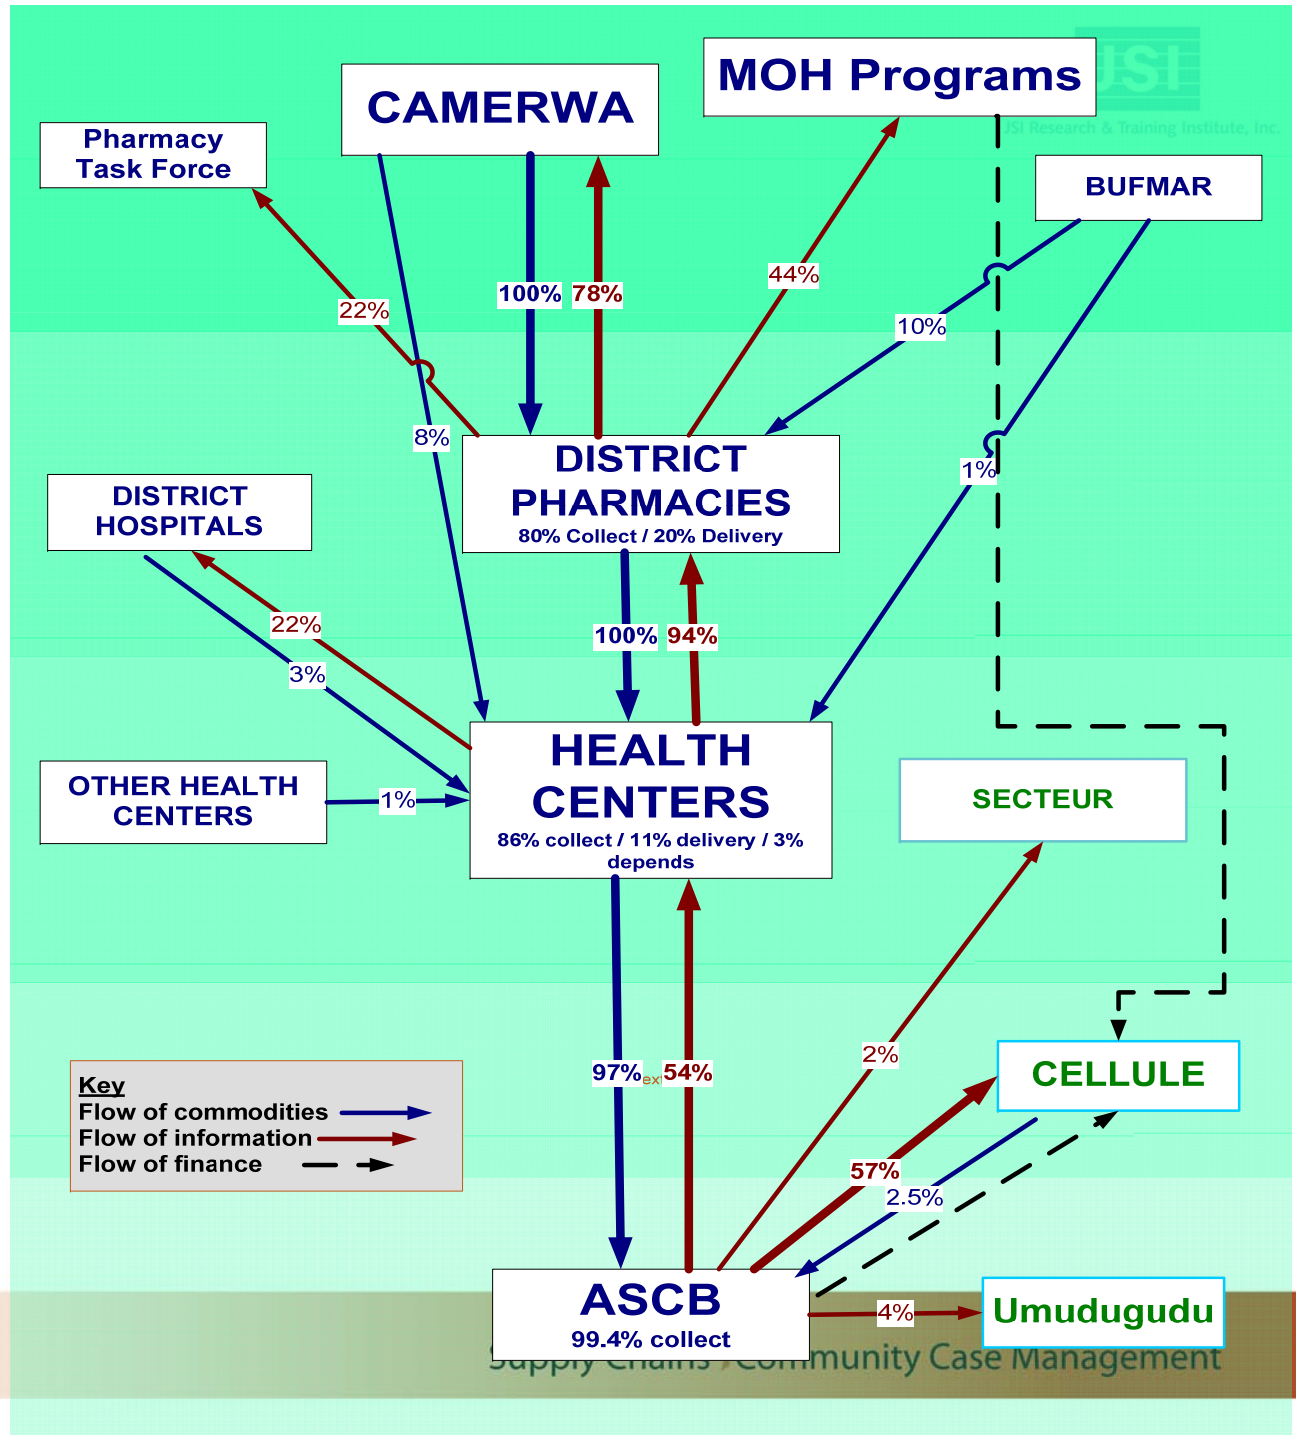 JSI
JSI Research & Training Institute, Inc.
MOH Programs
CAMERWA
Pharmacy
Task Force
BUFMAR
44%
100%
78%
22%
10%
8%
DISTRICT
PHARMACIES
80% Collect / 20% Delivery
1%
DISTRICT
HOSPITALS
22%
100%
94%
3%
HEALTH
CENTERS
86% collect / 11% delivery / 3%
depends
OTHER HEALTH
CENTERS
1%
SECTEUR
2%
97%
54%
CELLULE
Key
Flow of commodities
Flow of information
Flow of finance
57%
2.5%
ASCB
99.4% collect
4%
Umudugudu
Supply Chains Community Case Management